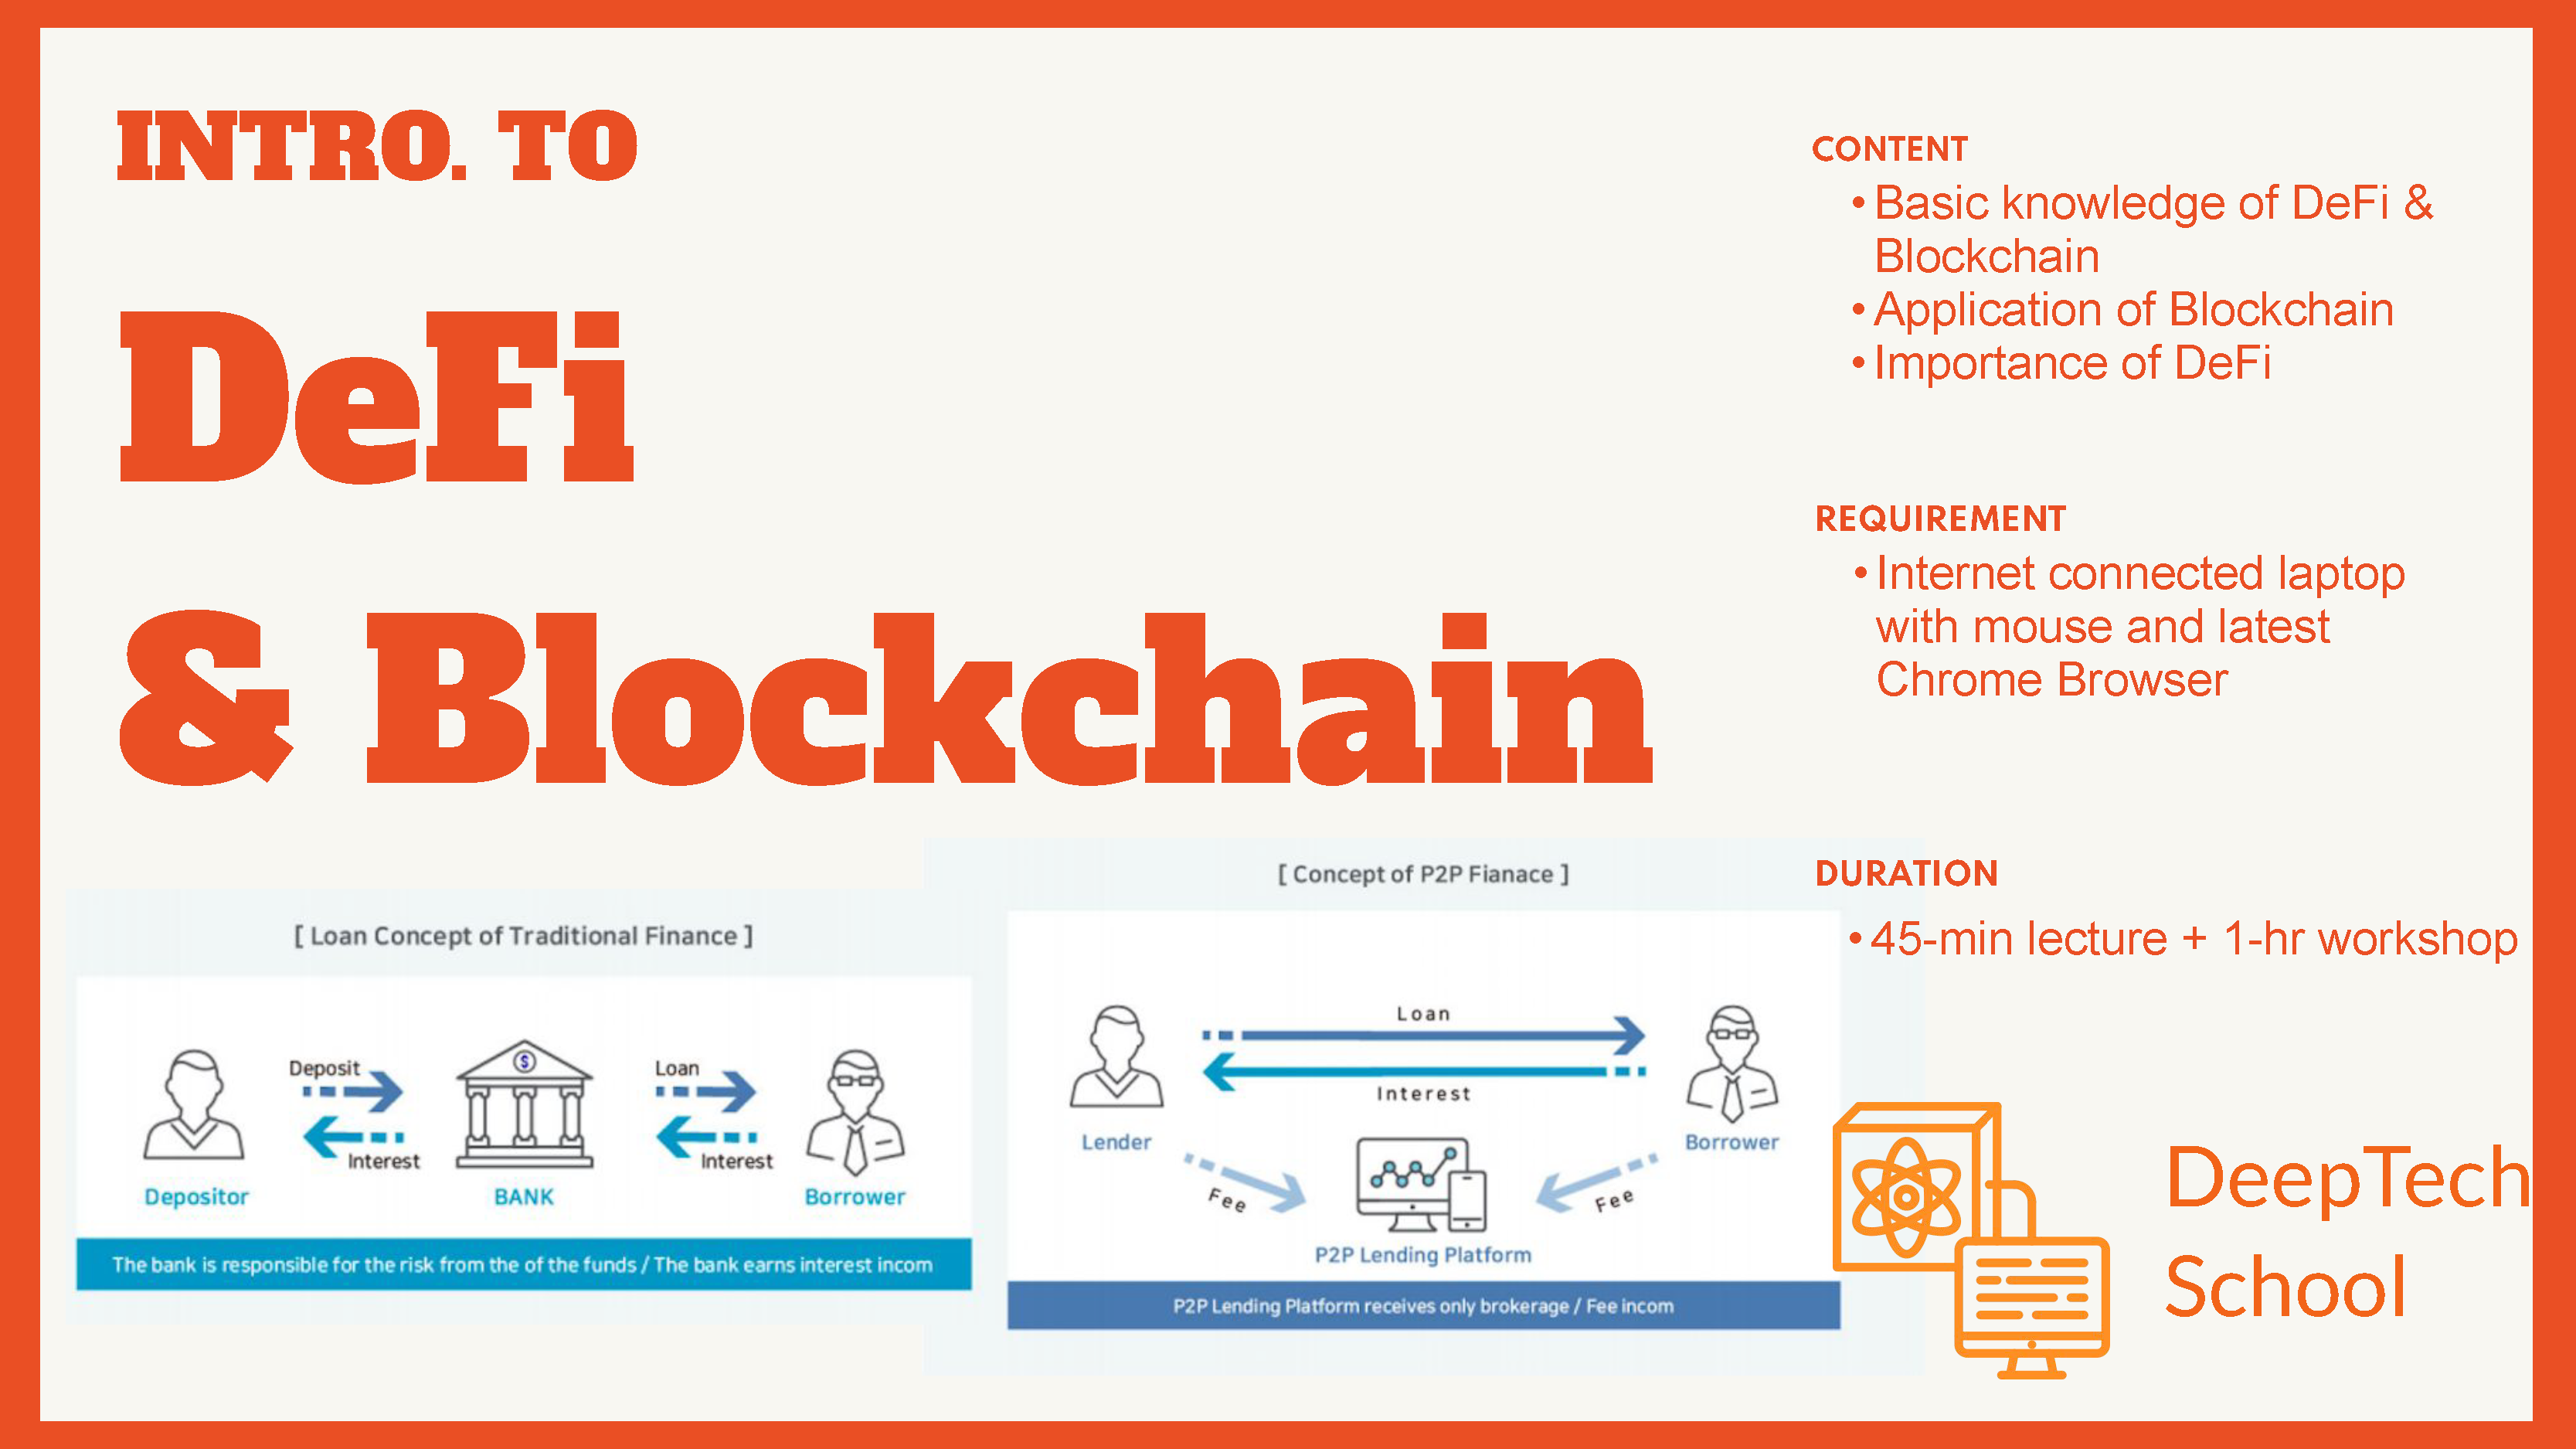 INTRO. TO
DeFi
& Blockchain
CONTENT
• Basic knowledge of DeFi &
Blockchain
• Application of Blockchain
• Importance of DeFi
REQUIREMENT
• Internet connected laptop
with mouse and latest
Chrome Browser
DURATION
• 45-min lecture + 1-hr workshop
[ Loan Concept of Traditional Finance ]
Deposit
Loan
$
Interest
Interest
Depositor
BANK
Borrower
The bank is responsible for the risk from the of the funds / The bank earns interest incom
[ Concept of P2P Fianace ]
Loan
Interest
Lender
Borrower
Fee
Fee
P2P Lending Platform
P2P Lending Platform receives only brokerage / Fee incom
DeepTech
School